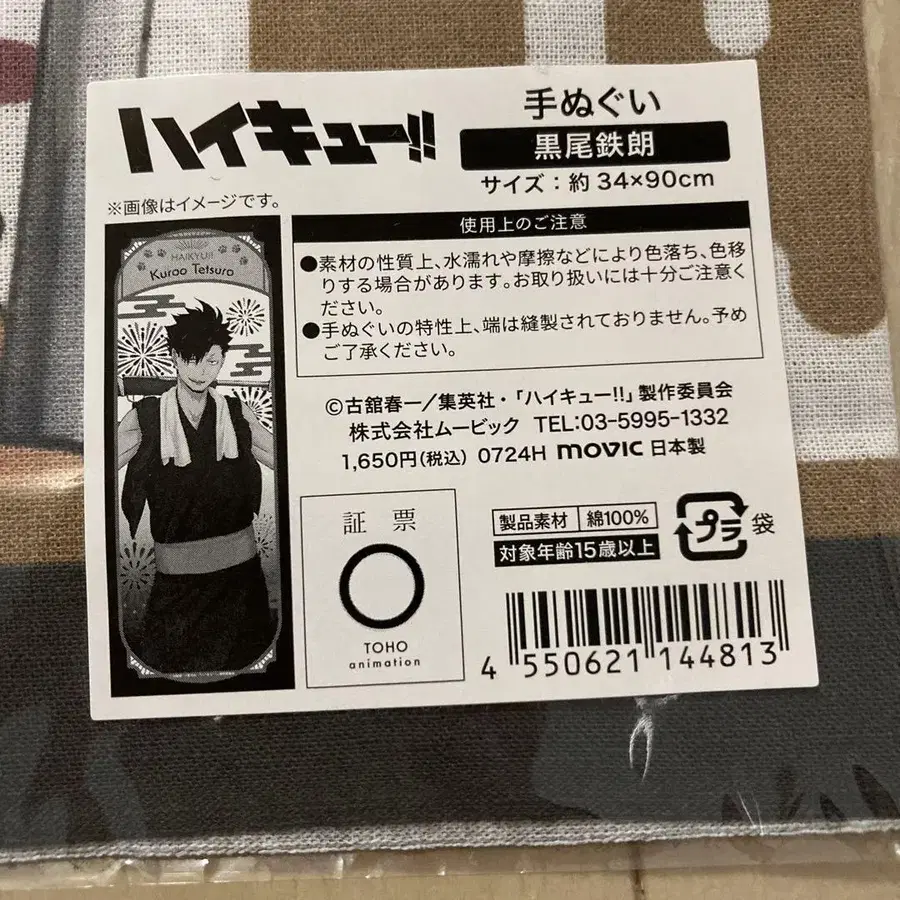 ハイキュー!!
手ぬぐい
黒尾鉄朗
サイズ：約 34×90cm
※画像はイメージです。
HAIKYU!!
Kuroo Tetsuro
使用上のご注意
●素材の性質上、水濡れや摩擦などにより色落ち、色移
りする場合があります。お取り扱いには十分ご注意く
ださい。
●手ぬぐいの特性上、端は縫製されておりません。予め
ご了承ください。
©古舘春一／集英社・「ハイキュー!!」製作委員会
株式会社ムービック TEL:03-5995-1332
1,650円(税込) 0724H movic 日本製
証票
TOHO
animation
製品素材 綿100%
対象年齢15歳以上
プラ 袋
4 550621 144813